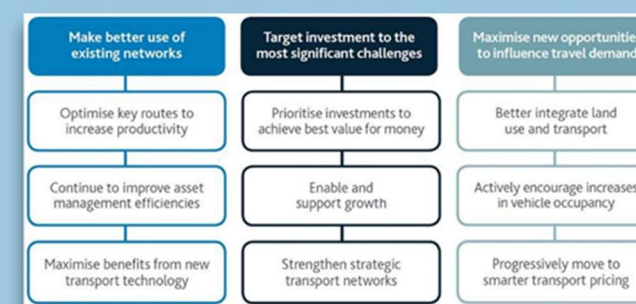 Make better use of
existing networks
Optimise key routes to
increase productivity
Continue to improve asset
management efficiencies
Maximise benefits from new
transport technology
Target investment to the
most significant challenges
Prioritise investments to
achieve best value for money
Enable and
support growth
Strengthen strategic
transport networks
Maximise new opportunitie
to influence travel demand
Better integrate land
use and transport
Actively encourage increases
in vehicle occupancy
Progressively move to
smarter transport pricing